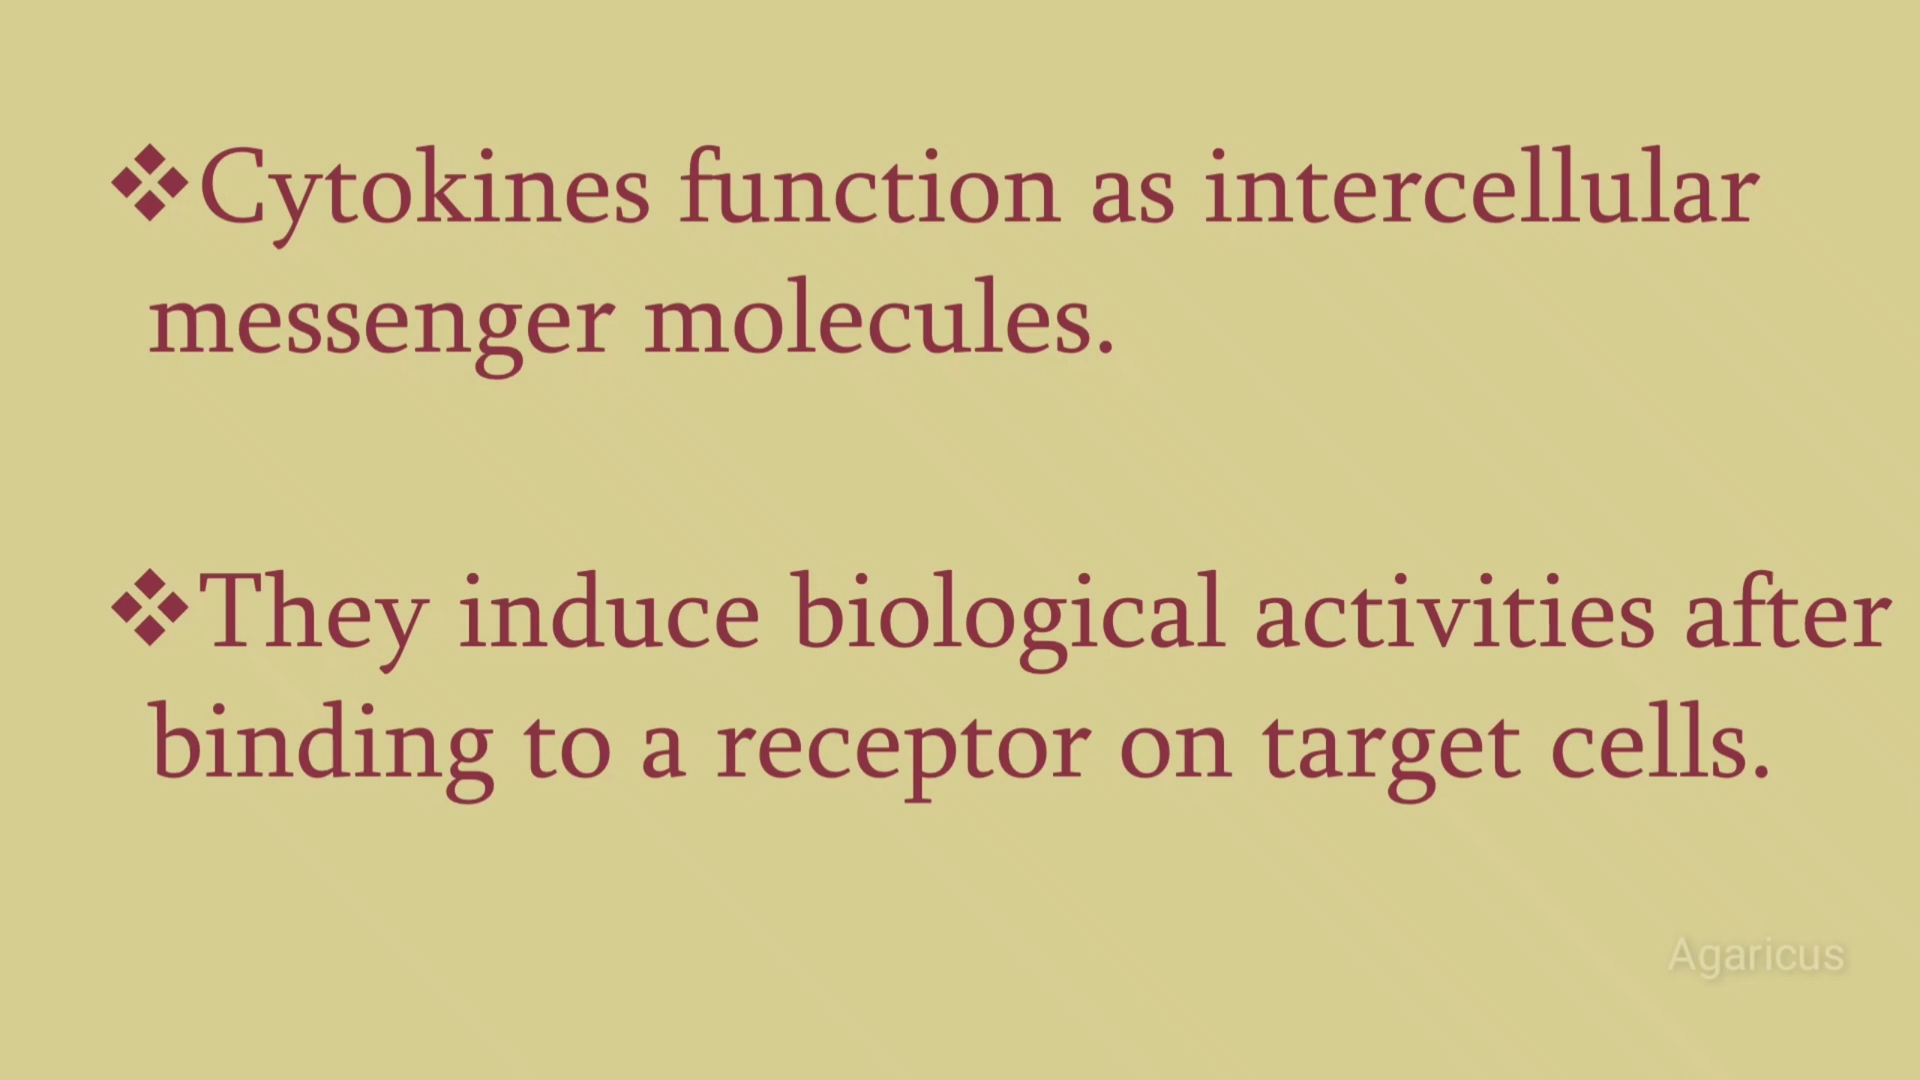 ❖Cytokines function as intercellular
messenger molecules.
❖They induce biological activities after
binding to a receptor on target cells.
Agaricus